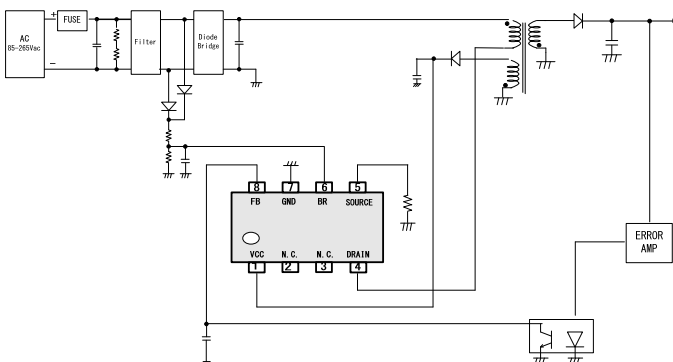 AC
85-265Vac
+
−
FUSE
Filter
Diode
Bridge
8
7
6
5
FB
GND
BR
SOURCE
VCC
N.C.
N.C.
DRAIN
1
2
3
4
ERROR
AMP